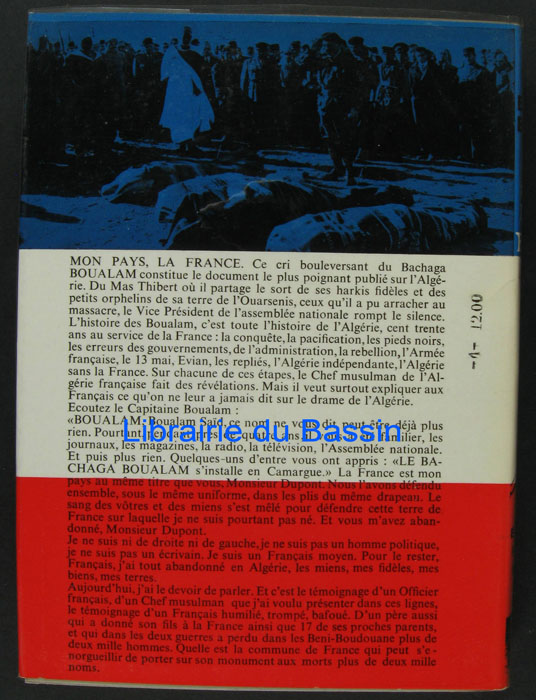 MON PAYS, LA FRANCE. Ce cri bouleversant du Bachaga
BOUALAM constitue le document le plus poignant publié sur l'Algé-
rie. Du Mas Thibert où il partage le sort de ses harkis fidèles et des
petits orphelins de sa terre de l'Ouarsenis, ceux qu'il a pu arracher au
massacre, le Vice Président de l'assemblée nationale rompt le silence.
L'histoire des Boualam, c'est toute l'histoire de l'Algérie, cent trente
ans au service de la France : la conquête, la pacification, les pieds noirs,
les erreurs des gouvernements, de l'administration, la rebellion, l'Armée
française, le 13 mai, Evian, les repliés, l'Algérie indépendante, l'Algérie
sans la France. Sur chacune de ces étapes, le Chef musulman de l'Al-
gérie française fait des révélations. Mais il veut surtout expliquer aux
Français ce qu'on ne leur a jamais dit sur le drame de l'Algérie.
Ecoutez le Capitaine Boualam :
«BOUALAM, Boualam Saïd, ce nom ne vous dit peut être déjà plus
rien. Pourtant, pendant près de quatre ans il vous a été familier, les
journaux, les magazines, la radio, la télévision, l'Assemblée nationale.
Et puis plus rien. Quelques-uns d'entre vous ont appris : «LE BA-
CHAGA BOUALAM s'installe en Camargue.» La France est mon
pays au même titre que vous, Monsieur Dupont. Nous l'avons défendu
ensemble, sous le même uniforme, dans les plis du même drapeau. Le
sang des vôtres et des miens s'est mêlé pour défendre cette terre de
France sur laquelle je ne suis pourtant pas né. Et vous m'avez aban-
donné, Monsieur Dupont.
Je ne suis ni de droite ni de gauche, je ne suis pas un homme politique,
je ne suis pas un écrivain. Je suis un Français moyen. Pour le rester,
Français, j'ai tout abandonné en Algérie, les miens, mes fidèles, mes
biens, mes terres.
Aujourd'hui, j'ai le devoir de parler. Et c'est le témoignage d'un Officier
français, d'un Chef musulman que j'ai voulu présenter dans ces lignes,
le témoignage d'un Français humilié, trompé, bafoué. D'un père aussi
qui a donné son fils à la France ainsi que 17 de ses proches parents,
et qui dans les deux guerres a perdu dans les Beni-Boudouane plus de
deux mille hommes. Quelle est la commune de France qui peut s'e-
norgueillir de porter sur son monument aux morts plus de deux mille
noms.
-1- 12.00
Librairie du Bassin